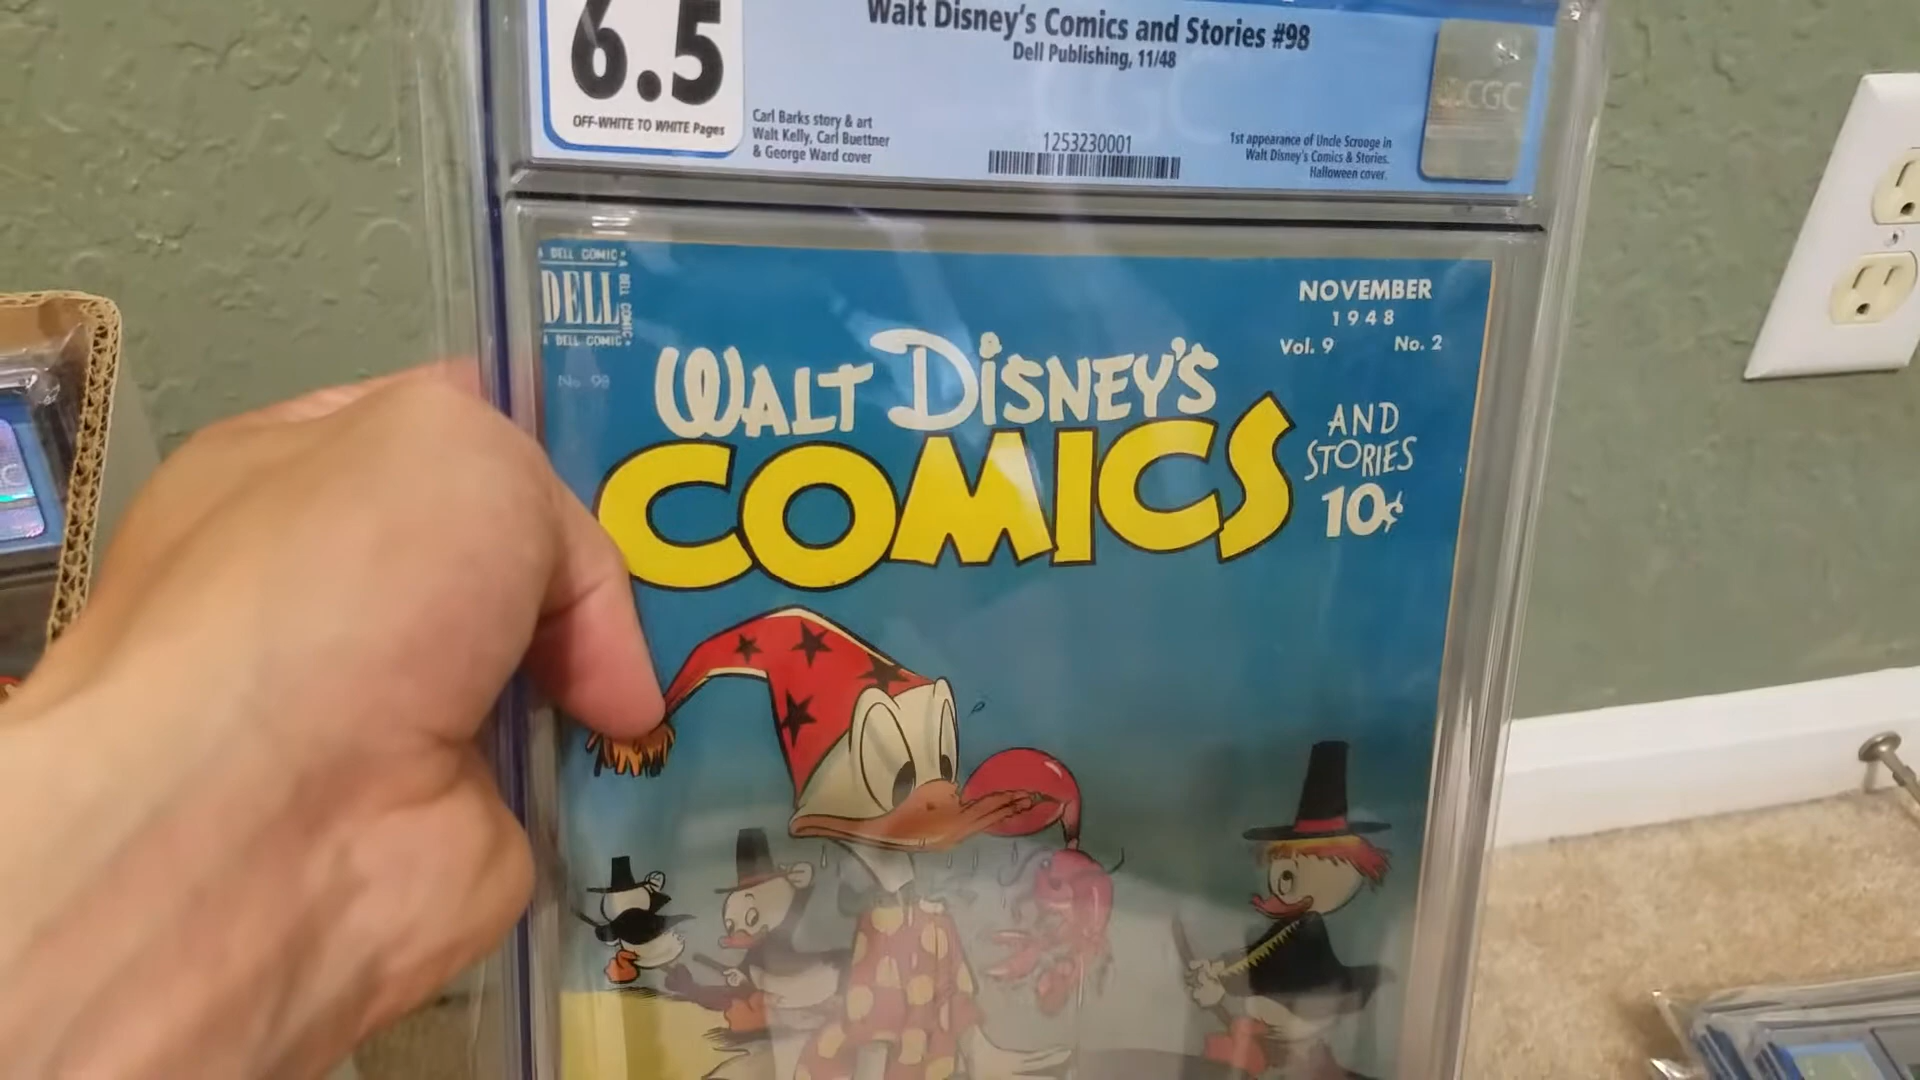 6.5
OFF-WHITE TO WHITE Pages
Walt Disney's Comics and Stories #98
Dell Publishing, 11/48
Carl Barks story & art
Walt Kelly, Carl Buettner
& George Ward cover
1253230001
1st appearance of Uncle Scrooge in
Walt Disney's Comics & Stories.
Halloween cover.
CGC
A DELL COMIC
A DELL COMIC
DELL
A DELL COMIC
No. 98
NOVEMBER
1948
Vol. 9 No. 2
WALT DISNEY'S
COMICS
AND
STORIES
10¢